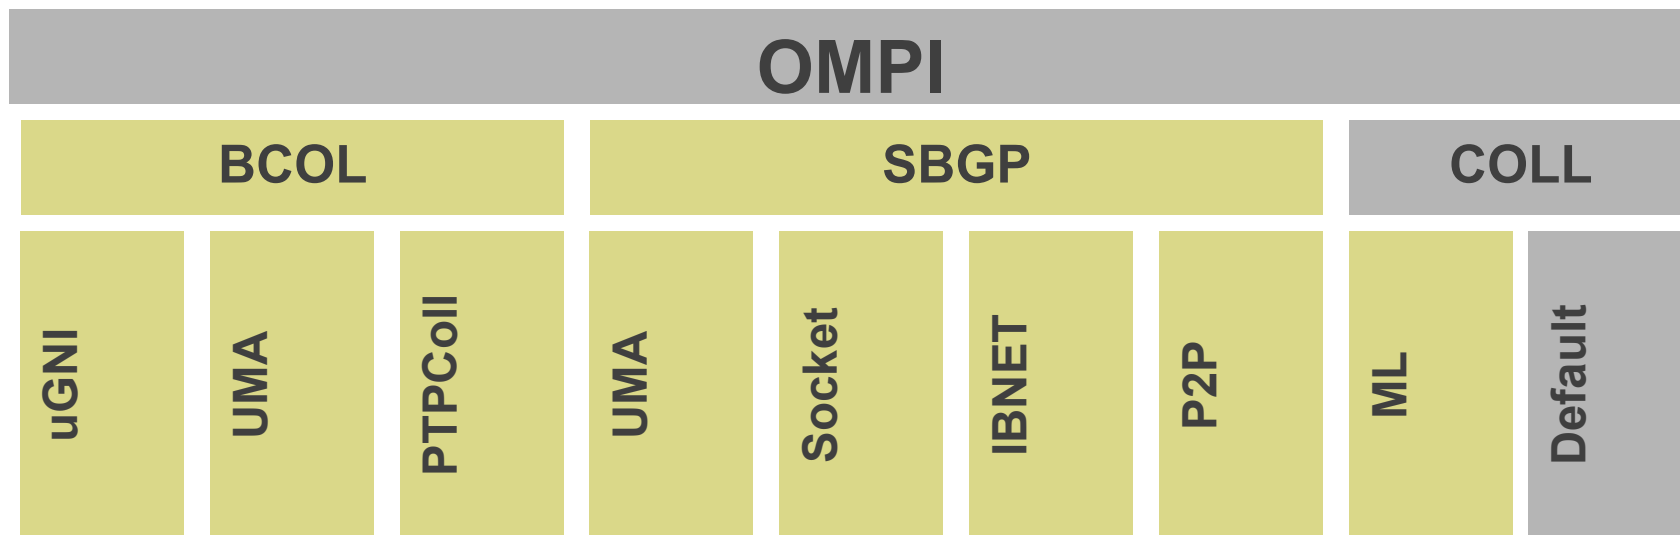 OMPI
BCOL
SBGP
COLL
uGNI
UMA
PTPColl
UMA
Socket
IBNET
P2P
ML
Default